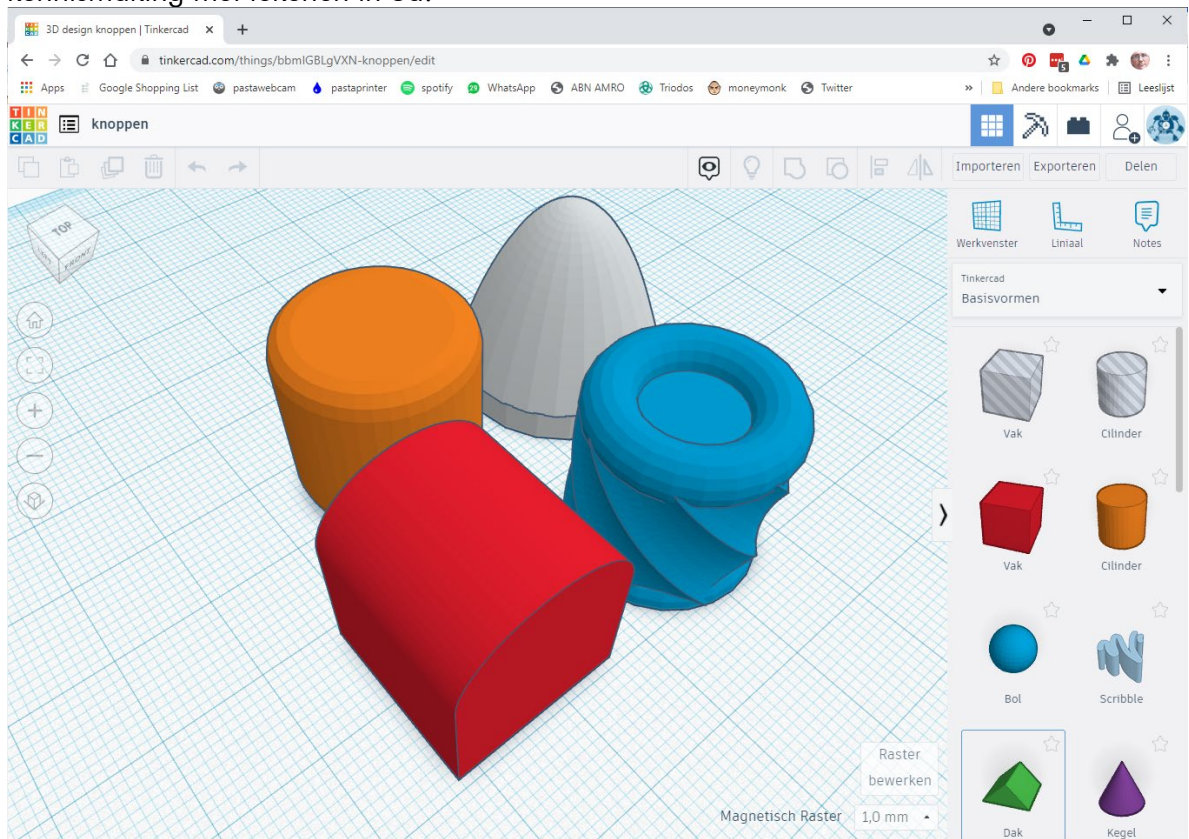 3D design knoppen | Tinkercad
tinkercad.com/things/bbmIGBLgVXN-knoppen/edit
Apps Google Shopping List pastawebcam pastaprinter spotify WhatsApp ABN AMRO Triodos moneymonk Twitter » Andere bookmarks Leeslijst
TIN
KER
CAD
knoppen
Importeren Exporteren Delen
TOP
LEFT FRONT
Werkvenster Liniaal Notes
Tinkercad
Basisvormen
Vak Cilinder
Vak Cilinder
Bol Scribble
Dak Kegel
Raster
bewerken
Magnetisch Raster 1,0 mm